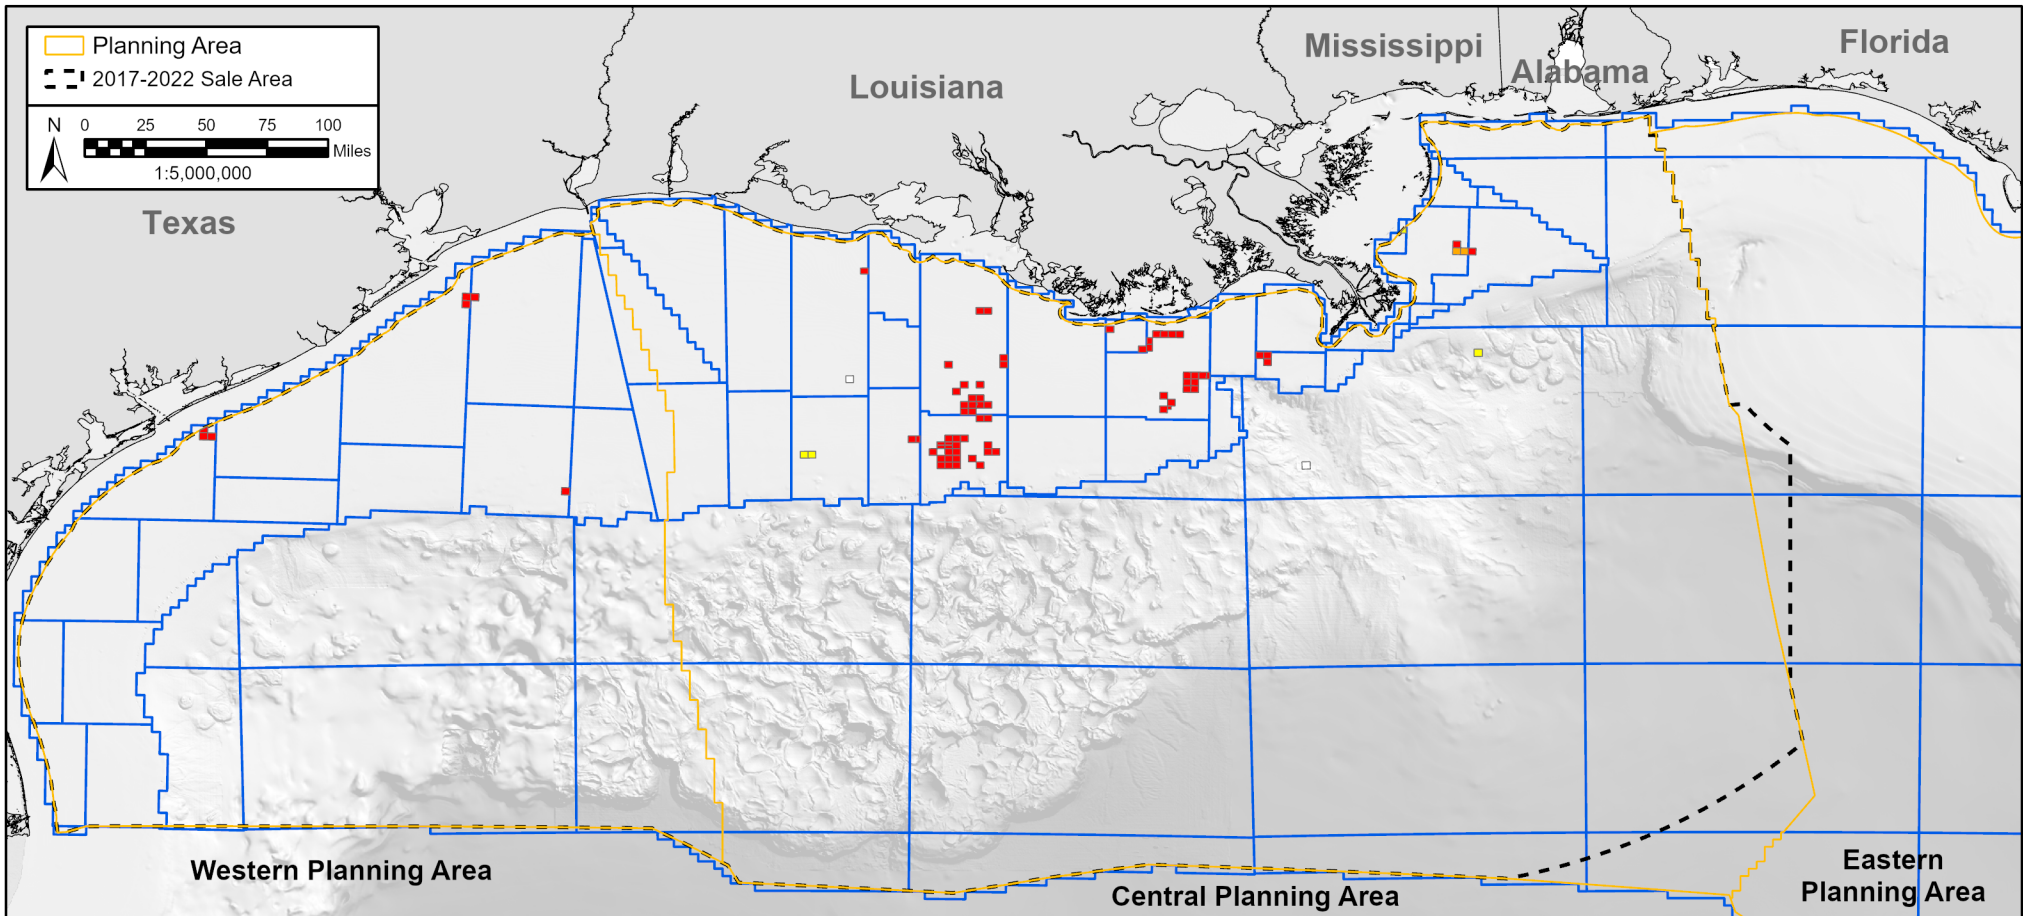 Planning Area
2017-2022 Sale Area
N
0 25 50 75 100
Miles
1:5,000,000
Texas
Louisiana
Mississippi
Alabama
Florida
Western Planning Area
Central Planning Area
Eastern
Planning Area